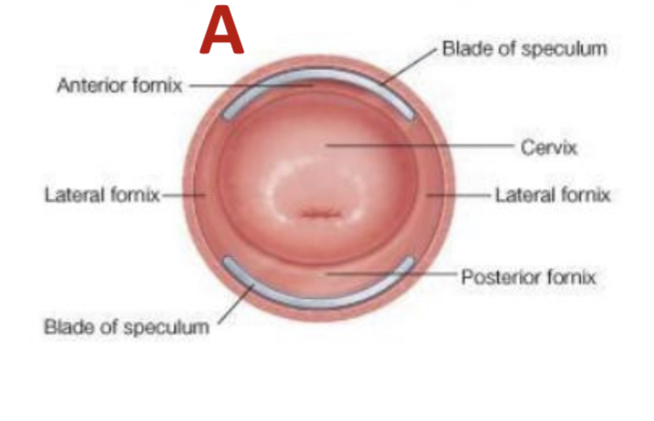 A
Blade of speculum
Anterior fornix
Cervix
Lateral fornix
Lateral fornix
Posterior fornix
Blade of speculum